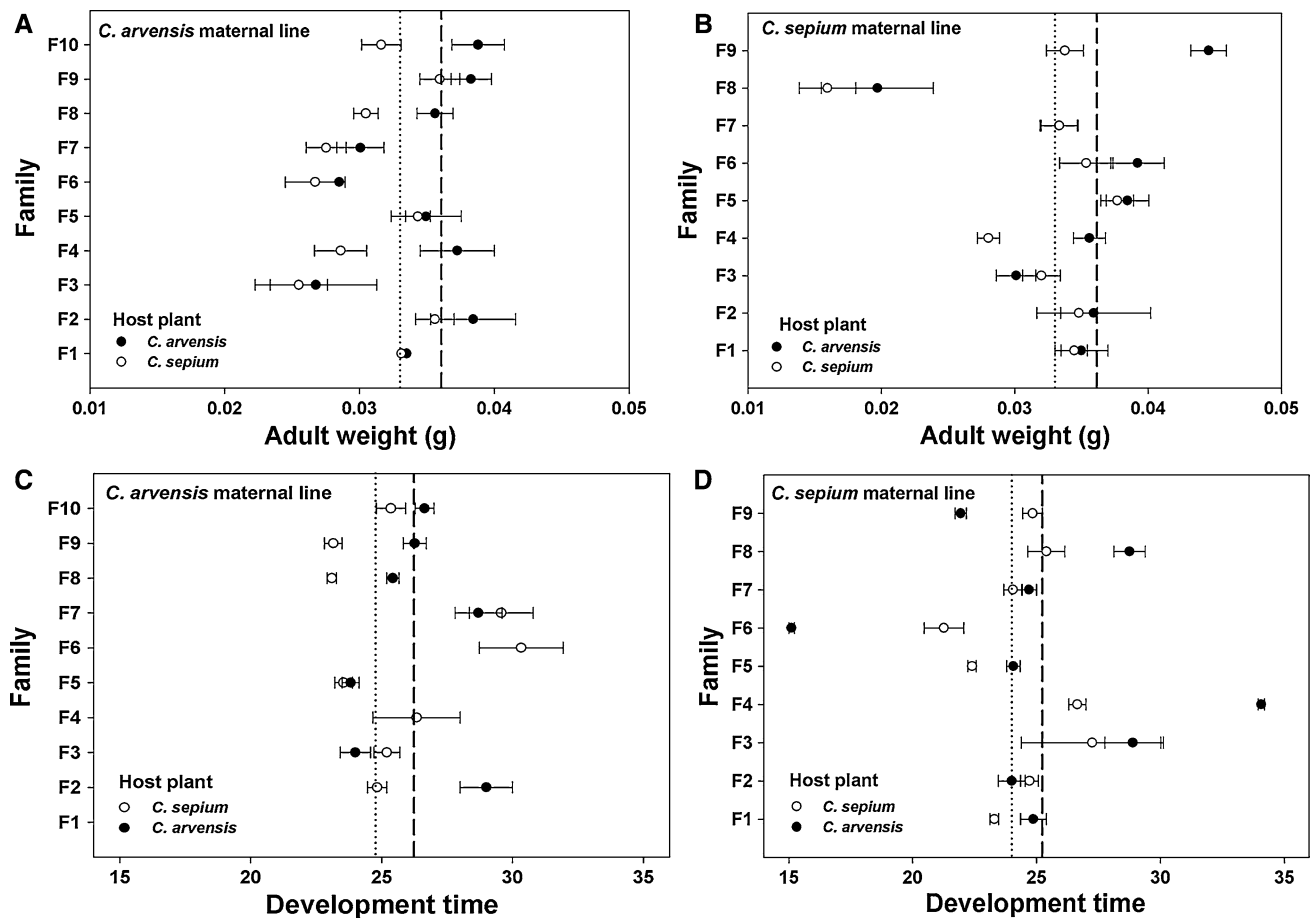 A
C. arvensis maternal line
F10
F9
F8
F7
F6
F5
F4
F3
F2
F1
Family
Host plant
C. arvensis
C. sepium
0.01 0.02 0.03 0.04 0.05
Adult weight (g)
B
C. sepium maternal line
F9
F8
F7
F6
F5
F4
F3
F2
F1
Family
Host plant
C. arvensis
C. sepium
0.01 0.02 0.03 0.04 0.05
Adult weight (g)
C
C. arvensis maternal line
F10
F9
F8
F7
F6
F5
F4
F3
F2
F1
Family
Host plant
C. sepium
C. arvensis
15 20 25 30 35
Development time
D
C. sepium maternal line
F9
F8
F7
F6
F5
F4
F3
F2
F1
Family
Host plant
C. sepium
C. arvensis
15 20 25 30 35
Development time